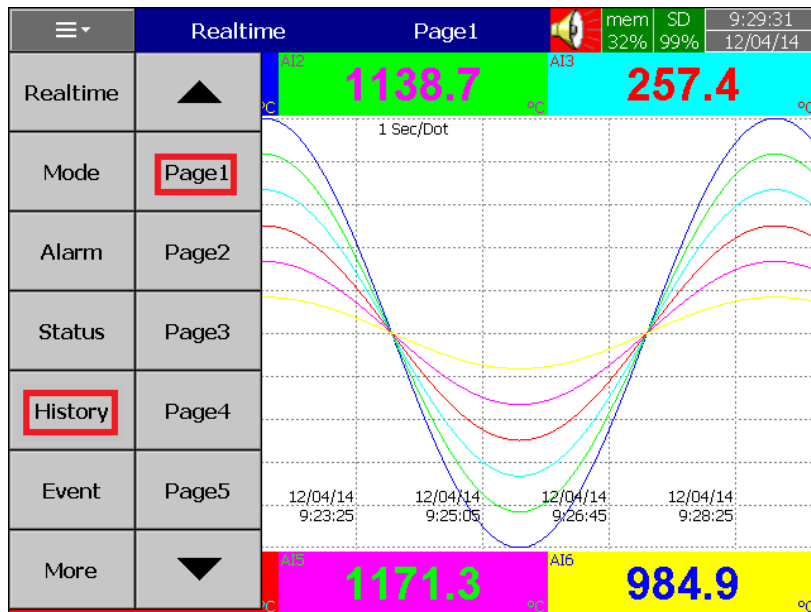 Realtime Page1 mem SD 9:29:31
32% 99% 12/04/14
Realtime
Mode Page1
Alarm Page2
Status Page3
History Page4
Event Page5
More
°C AI2 1138.7 °C AI3 257.4 °C
1 Sec/Dot
12/04/14 12/04/14 12/04/14 12/04/14
9:23:25 9:25:05 9:26:45 9:28:25
°C AI5 1171.3 °C AI6 984.9 °C